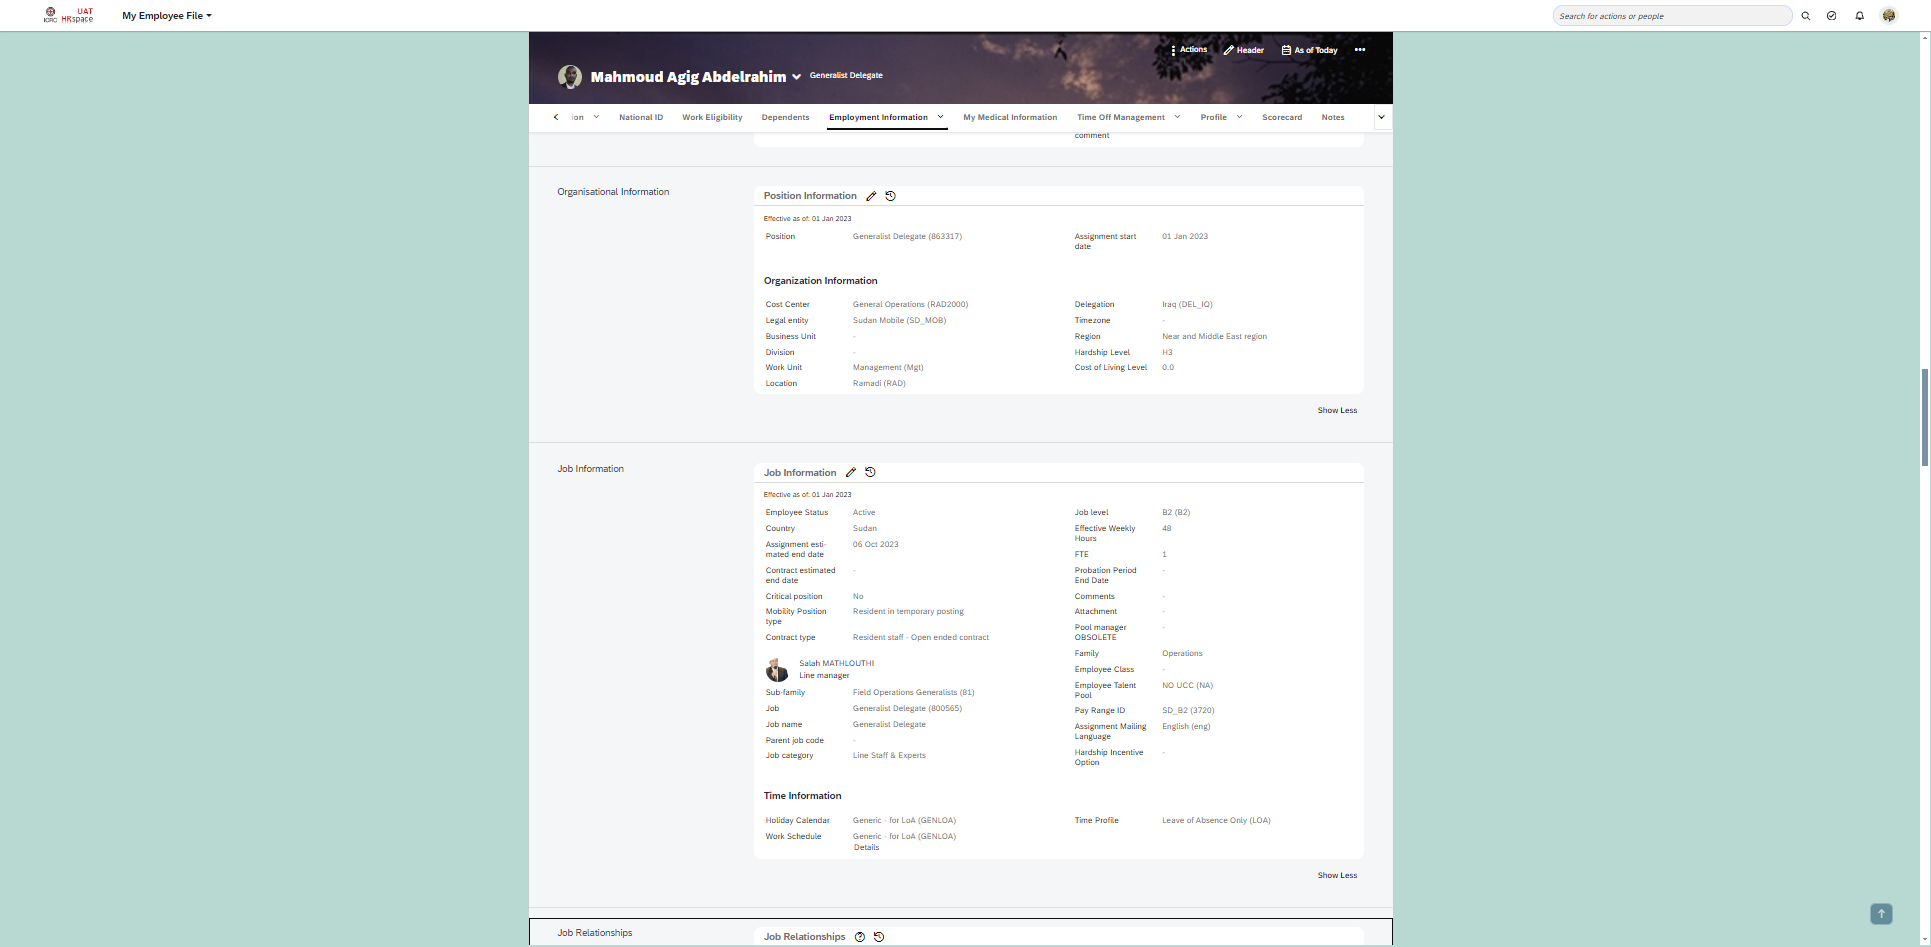 ICRC
UAT
HRspace
My Employee File
Search for actions or people
Actions
Header
As of Today
Mahmoud Agig Abdelrahim
Generalist Delegate
ion
National ID
Work Eligibility
Dependents
Employment Information
My Medical Information
Time Off Management
Profile
Scorecard
Notes
comment
Organisational Information
Position Information
Effective as of: 01 Jan 2023
Position Generalist Delegate (863317)
Assignment start
date
01 Jan 2023
Organization Information
Cost Center General Operations (RAD2000)
Legal entity Sudan Mobile (SD_MOB)
Business Unit -
Division -
Work Unit Management (Mgt)
Location Ramadi (RAD)
Delegation Iraq (DEL_IQ)
Timezone -
Region Near and Middle East region
Hardship Level H3
Cost of Living Level 0.0
Show Less
Job Information
Job Information
Effective as of: 01 Jan 2023
Employee Status Active
Country Sudan
Assignment esti-
mated end date
06 Oct 2023
Contract estimated
end date
-
Critical position No
Mobility Position
type
Resident in temporary posting
Contract type Resident staff - Open ended contract
Salah MATHLOUTHI
Line manager
Sub-family Field Operations Generalists (81)
Job Generalist Delegate (800565)
Job name Generalist Delegate
Parent job code -
Job category Line Staff & Experts
Job level B2 (B2)
Effective Weekly
Hours
48
FTE 1
Probation Period
End Date
-
Comments -
Attachment -
Pool manager
OBSOLETE
-
Family Operations
Employee Class -
Employee Talent
Pool
NO UCC (NA)
Pay Range ID SD_B2 (3720)
Assignment Mailing
Language
English (eng)
Hardship Incentive
Option
-
Time Information
Holiday Calendar Generic - for LoA (GENLOA)
Work Schedule Generic - for LoA (GENLOA)
Details
Time Profile Leave of Absence Only (LOA)
Show Less
Job Relationships
Job Relationships